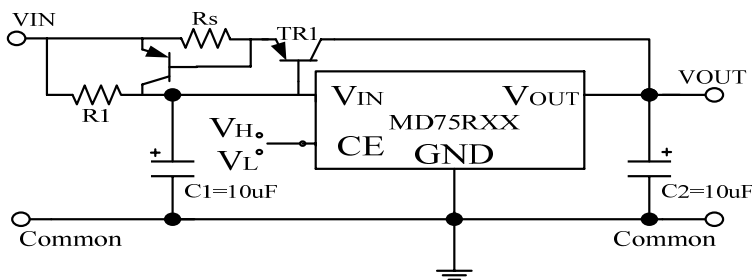 VIN
Rs
TR1
R1
VIN
VOUT
VOUT
MD75RXX
VH
VL
CE
GND
C1=10uF
C2=10uF
Common
Common